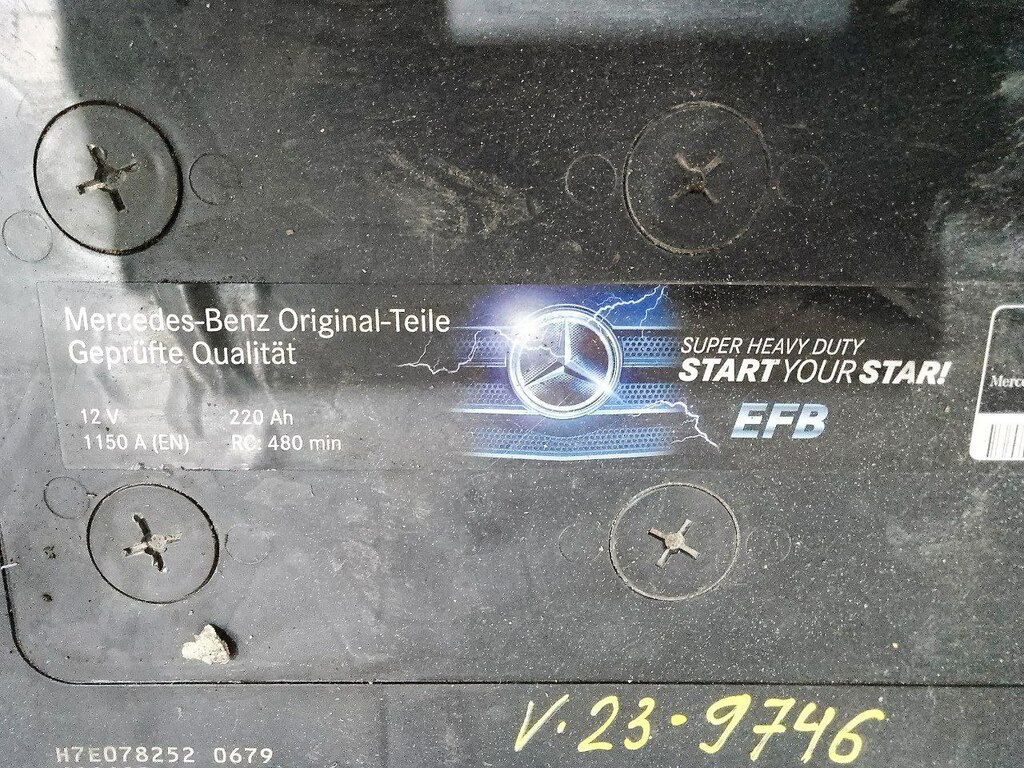 Mercedes-Benz Original-Teile
Geprüfte Qualität
12 V 220 Ah
1150 A (EN) RC: 480 min
SUPER HEAVY DUTY
START YOUR STAR!
EFB
V.23-9746
H7E078252 0679